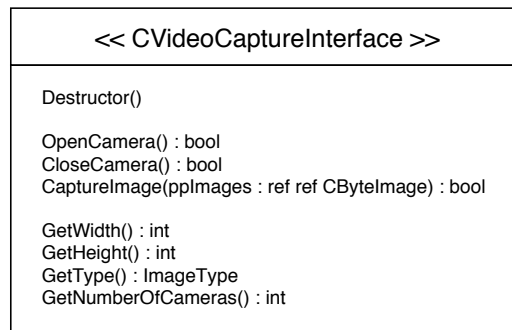 << CVideoCaptureInterface >>
Destructor()
OpenCamera() : bool
CloseCamera() : bool
CaptureImage(ppImages : ref ref CByteImage) : bool
GetWidth() : int
GetHeight() : int
GetType() : ImageType
GetNumberOfCameras() : int